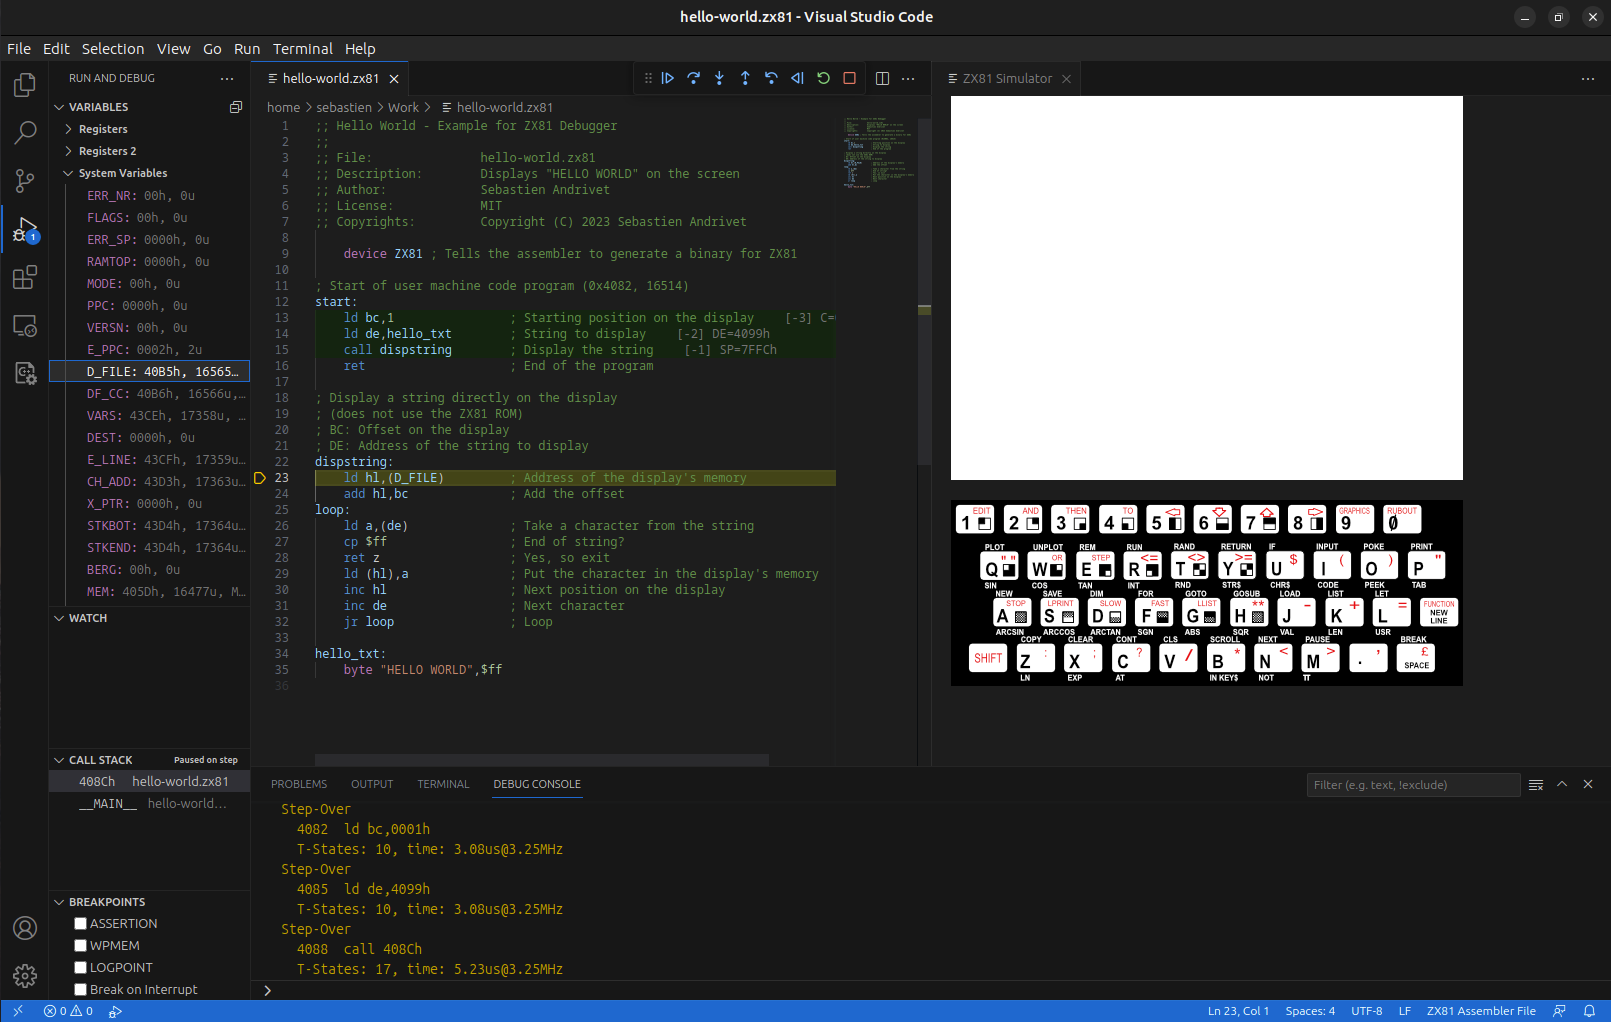 hello-world.zx81 - Visual Studio Code
File Edit Selection View Go Run Terminal Help
RUN AND DEBUG
VARIABLES
Registers
Registers 2
System Variables
ERR_NR: 00h, 0u
FLAGS: 00h, 0u
ERR_SP: 0000h, 0u
RAMTOP: 0000h, 0u
MODE: 00h, 0u
PPC: 0000h, 0u
VERSN: 00h, 0u
E_PPC: 0002h, 2u
D_FILE: 40B5h, 16565…
DF_CC: 40B6h, 16566u,…
VARS: 43CEh, 17358u, …
DEST: 0000h, 0u
E_LINE: 43CFh, 17359u…
CH_ADD: 43D3h, 17363u…
X_PTR: 0000h, 0u
STKBOT: 43D4h, 17364u…
STKEND: 43D4h, 17364u…
BERG: 00h, 0u
MEM: 405Dh, 16477u, M…
WATCH
CALL STACK Paused on step
408Ch hello-world.zx81
__MAIN__ hello-world…
BREAKPOINTS
ASSERTION
WPMEM
LOGPOINT
Break on Interrupt
1
hello-world.zx81
home > sebastien > Work > hello-world.zx81
1 ;; Hello World - Example for ZX81 Debugger
2 ;;
3 ;; File: hello-world.zx81
4 ;; Description: Displays "HELLO WORLD" on the screen
5 ;; Author: Sebastien Andrivet
6 ;; License: MIT
7 ;; Copyrights: Copyright (C) 2023 Sebastien Andrivet
8
9 device ZX81 ; Tells the assembler to generate a binary for ZX81
10
11 ; Start of user machine code program (0x4082, 16514)
12 start:
13 ld bc,1 ; Starting position on the display [-3] C=
14 ld de,hello_txt ; String to display [-2] DE=4099h
15 call dispstring ; Display the string [-1] SP=7FFCh
16 ret ; End of the program
17
18 ; Display a string directly on the display
19 ; (does not use the ZX81 ROM)
20 ; BC: Offset on the display
21 ; DE: Address of the string to display
22 dispstring:
23 ld hl,(D_FILE) ; Address of the display's memory
24 add hl,bc ; Add the offset
25 loop:
26 ld a,(de) ; Take a character from the string
27 cp $ff ; End of string?
28 ret z ; Yes, so exit
29 ld (hl),a ; Put the character in the display's memory
30 inc hl ; Next position on the display
31 inc de ; Next character
32 jr loop ; Loop
33
34 hello_txt:
35 byte "HELLO WORLD",$ff
36
ZX81 Simulator
EDIT AND THEN TO GRAPHICS RUBOUT
1 2 3 4 5 6 7 8 9 0
PLOT UNPLOT REM RUN RAND RETURN IF INPUT POKE PRINT
"" OR STEP <= <> >= $ ( ) "
Q W E R T Y U I O P
SIN COS TAN INT RND STR$ CHR$ CODE PEEK TAB
NEW SAVE DIM FOR GOTO GOSUB LOAD LIST LET
STOP LPRINT SLOW FAST LLIST ** - + = FUNCTION
A S D F G H J K L NEW LINE
ARCSIN ARCCOS ARCTAN SGN ABS SQR VAL LEN USR
COPY CLEAR CONT CLS SCROLL NEXT PAUSE BREAK
: ; ? / * < > , £
SHIFT Z X C V B N M . SPACE
LN EXP AT IN KEY$ NOT π
PROBLEMS OUTPUT TERMINAL DEBUG CONSOLE
Filter (e.g. text, !exclude)
Step-Over
4082 ld bc,0001h
T-States: 10, time: 3.08us@3.25MHz
Step-Over
4085 ld de,4099h
T-States: 10, time: 3.08us@3.25MHz
Step-Over
4088 call 408Ch
T-States: 17, time: 5.23us@3.25MHz
>
0 0
Ln 23, Col 1 Spaces: 4 UTF-8 LF ZX81 Assembler File